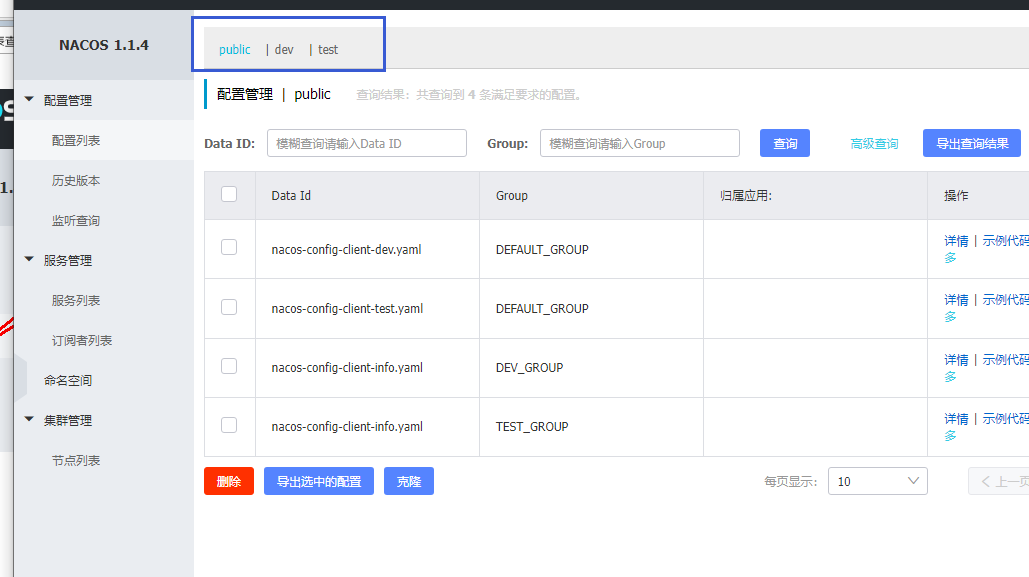 NACOS 1.1.4
public | dev | test
配置管理
配置列表
历史版本
监听查询
服务管理
服务列表
订阅者列表
命名空间
集群管理
节点列表
配置管理 | public 查询结果：共查询到 4 条满足要求的配置。
Data ID: 模糊查询请输入Data ID Group: 模糊查询请输入Group 查询 高级查询 导出查询结果
Data Id Group 归属应用: 操作
nacos-config-client-dev.yaml DEFAULT_GROUP 详情 | 示例代码
多
nacos-config-client-test.yaml DEFAULT_GROUP 详情 | 示例代码
多
nacos-config-client-info.yaml DEV_GROUP 详情 | 示例代码
多
nacos-config-client-info.yaml TEST_GROUP 详情 | 示例代码
多
删除 导出选中的配置 克隆 每页显示: 10 上一页